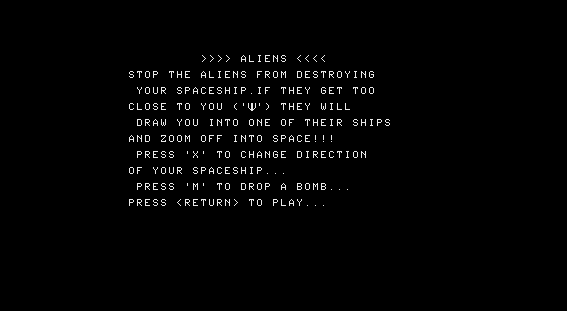 >>>> ALIENS <<<<
STOP THE ALIENS FROM DESTROYING
YOUR SPACESHIP.IF THEY GET TOO
CLOSE TO YOU ('Ψ') THEY WILL
DRAW YOU INTO ONE OF THEIR SHIPS
AND ZOOM OFF INTO SPACE!!!
PRESS 'X' TO CHANGE DIRECTION
OF YOUR SPACESHIP...
PRESS 'M' TO DROP A BOMB...
PRESS <RETURN> TO PLAY...